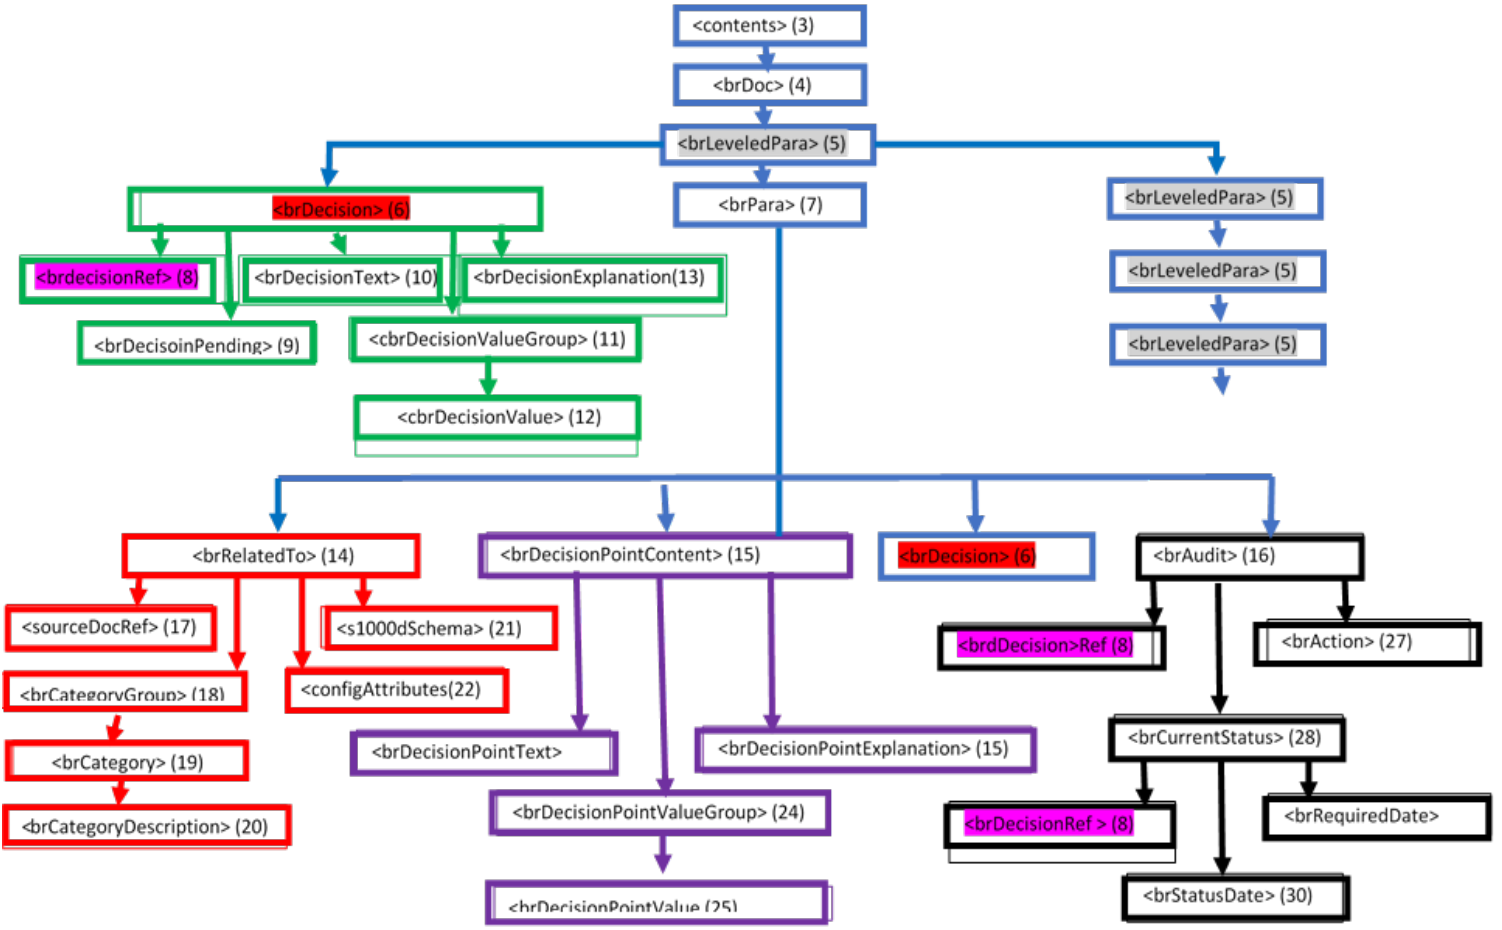 <contents> (3)
<brDoc> (4)
<brLeveledPara> (5)
<brDecision> (6)
<brPara> (7)
<brLeveledPara> (5)
<brdecisionRef> (8)
<brDecisionText> (10)
<brDecisionExplanation(13)
<brLeveledPara> (5)
<brDecisoinPending> (9)
<cbrDecisionValueGroup> (11)
<brLeveledPara> (5)
<cbrDecisionValue> (12)
<brRelatedTo> (14)
<brDecisionPointContent> (15)
<brDecision> (6)
<brAudit> (16)
<sourceDocRef> (17)
<s1000dSchema> (21)
<brdDecision>Ref (8)
<brAction> (27)
<brCategoryGroup> (18)
<configAttributes(22)
<brDecisionPointText>
<brDecisionPointExplanation> (15)
<brCurrentStatus> (28)
<brCategory> (19)
<brDecisionPointValueGroup> (24)
<brDecisionRef > (8)
<brRequiredDate>
<brCategoryDescription> (20)
<brDecisionPointValue (25)
<brStatusDate> (30)